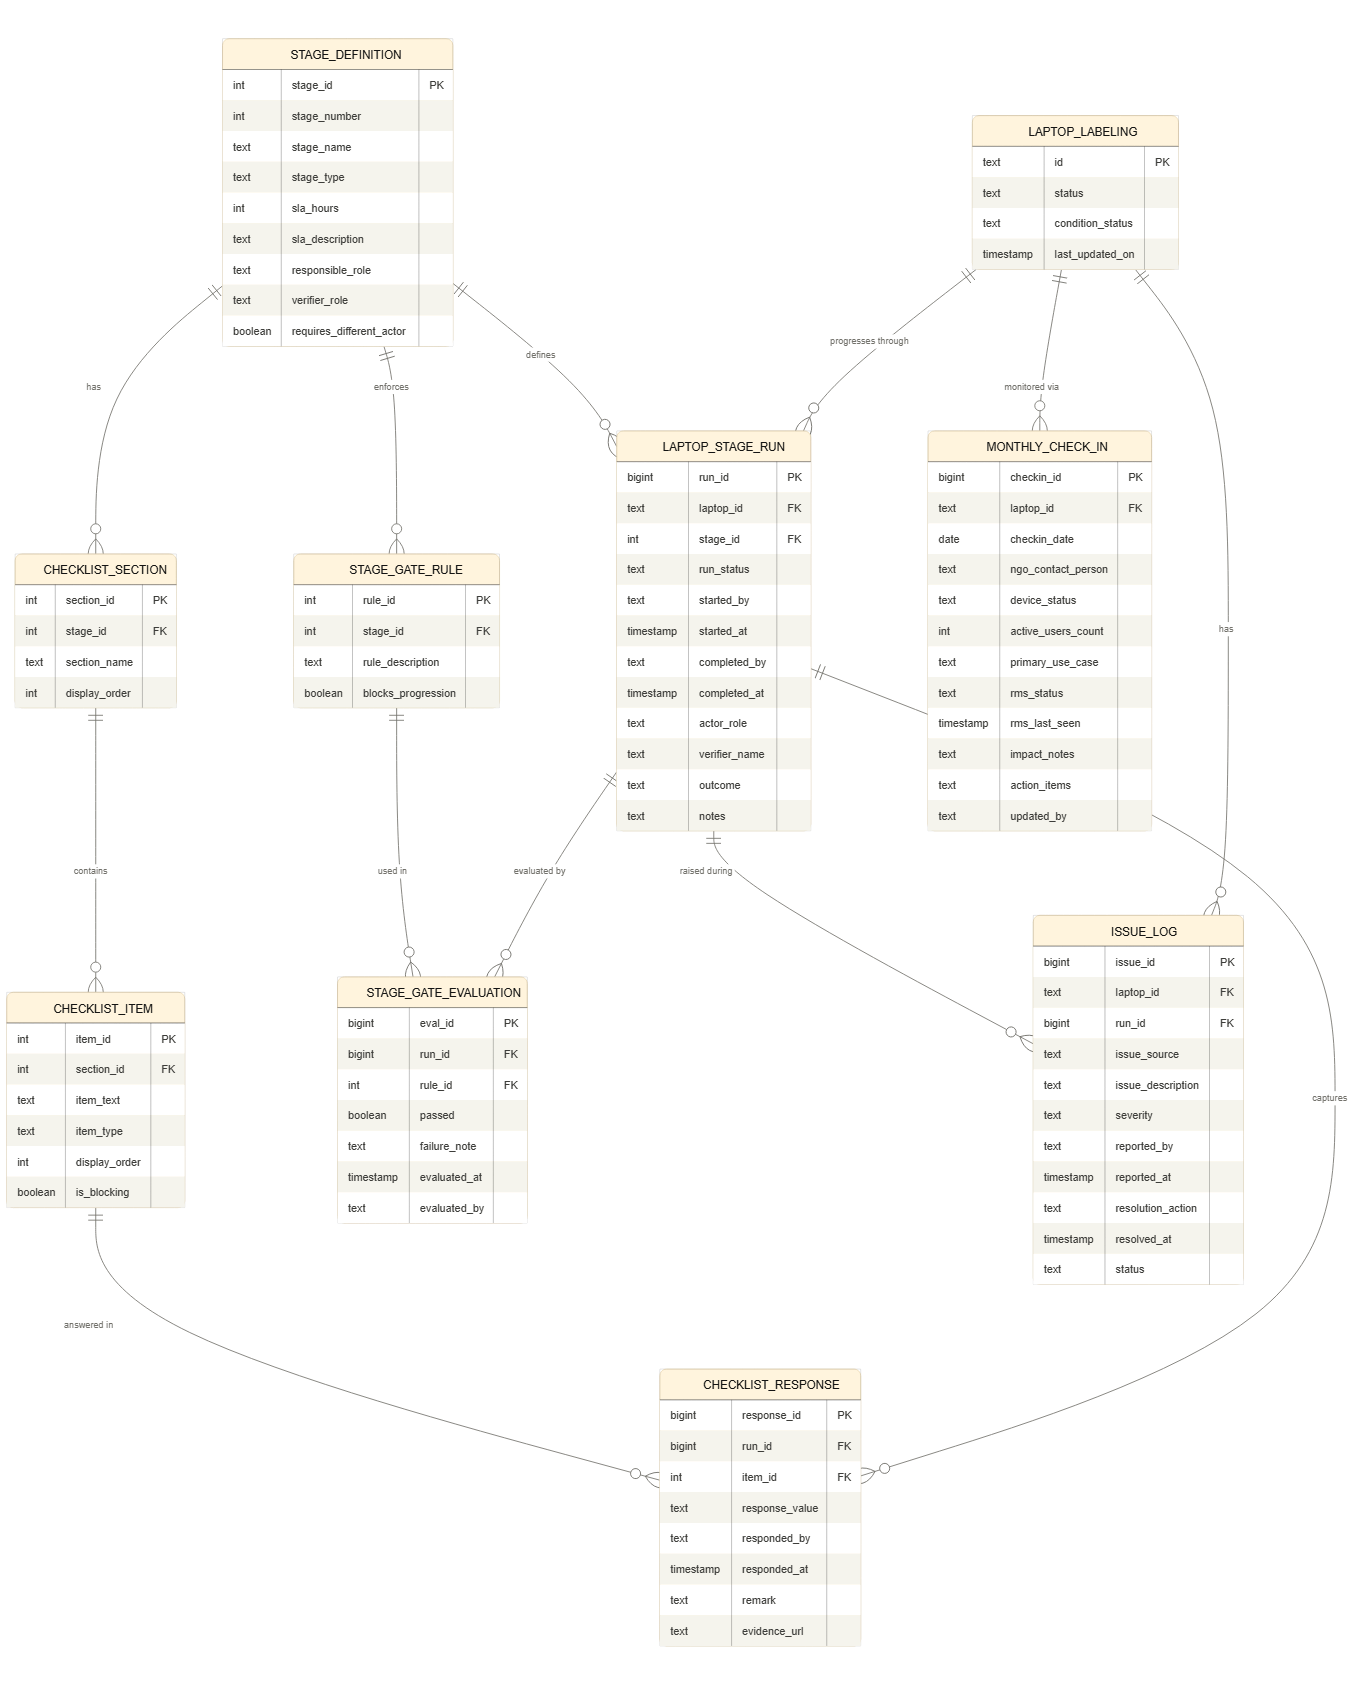 STAGE_DEFINITION
int stage_id PK
int stage_number
text stage_name
text stage_type
int sla_hours
text sla_description
text responsible_role
text verifier_role
boolean requires_different_actor
LAPTOP_LABELING
text id PK
text status
text condition_status
timestamp last_updated_on
has
enforces
defines
progresses through
monitored via
has
LAPTOP_STAGE_RUN
bigint run_id PK
text laptop_id FK
int stage_id FK
text run_status
text started_by
timestamp started_at
text completed_by
timestamp completed_at
text actor_role
text verifier_name
text outcome
text notes
MONTHLY_CHECK_IN
bigint checkin_id PK
text laptop_id FK
date checkin_date
text ngo_contact_person
text device_status
int active_users_count
text primary_use_case
text rms_status
timestamp rms_last_seen
text impact_notes
text action_items
text updated_by
CHECKLIST_SECTION
int section_id PK
int stage_id FK
text section_name
int display_order
STAGE_GATE_RULE
int rule_id PK
int stage_id FK
text rule_description
boolean blocks_progression
contains
used in
evaluated by
raised during
captures
ISSUE_LOG
bigint issue_id PK
text laptop_id FK
bigint run_id FK
text issue_source
text issue_description
text severity
text reported_by
timestamp reported_at
text resolution_action
timestamp resolved_at
text status
CHECKLIST_ITEM
int item_id PK
int section_id FK
text item_text
text item_type
int display_order
boolean is_blocking
STAGE_GATE_EVALUATION
bigint eval_id PK
bigint run_id FK
int rule_id FK
boolean passed
text failure_note
timestamp evaluated_at
text evaluated_by
answered in
CHECKLIST_RESPONSE
bigint response_id PK
bigint run_id FK
int item_id FK
text response_value
text responded_by
timestamp responded_at
text remark
text evidence_url